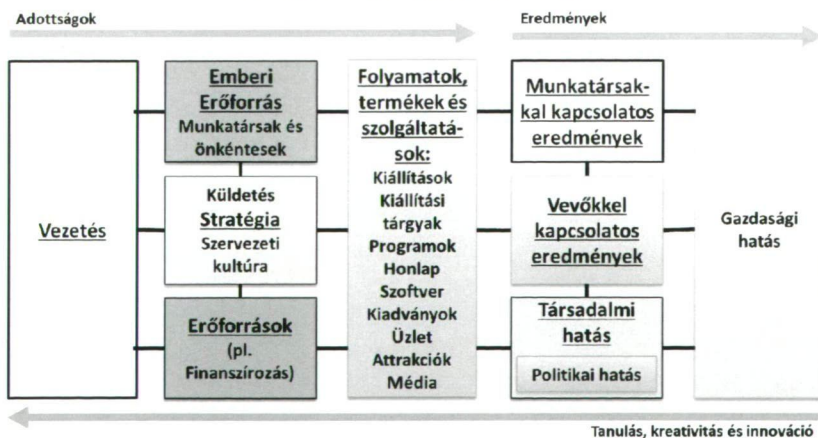 Adottságok
Eredmények
Vezetés
Emberi
Erőforrás
Munkatársak és
önkéntesek
Küldetés
Stratégia
Szervezeti
kultúra
Erőforrások
(pl.
Finanszírozás)
Folyamatok,
termékek és
szolgáltatá-
sok:
Kiállítások
Kiállítási
tárgyak
Programok
Honlap
Szoftver
Kiadványok
Üzlet
Attrakciók
Média
Munkatársak-
kal kapcsolatos
eredmények
Vevőkkel
kapcsolatos
eredmények
Társadalmi
hatás
Politikai hatás
Gazdasági
hatás
Tanulás, kreativitás és innováció